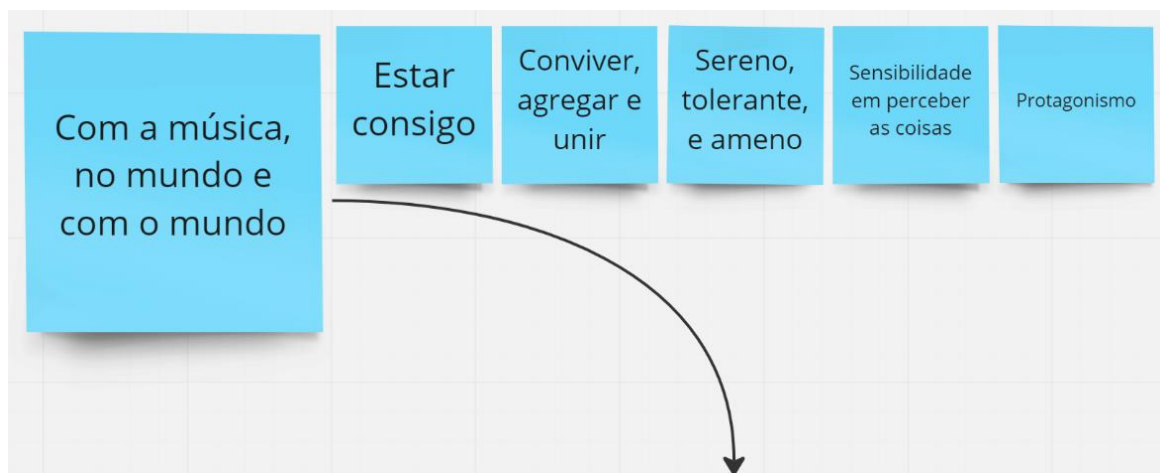 Com a música,
no mundo e
com o mundo
Estar
consigo
Conviver,
agregar e
unir
Sereno,
tolerante,
e ameno
Sensibilidade
em perceber
as coisas
Protagonismo